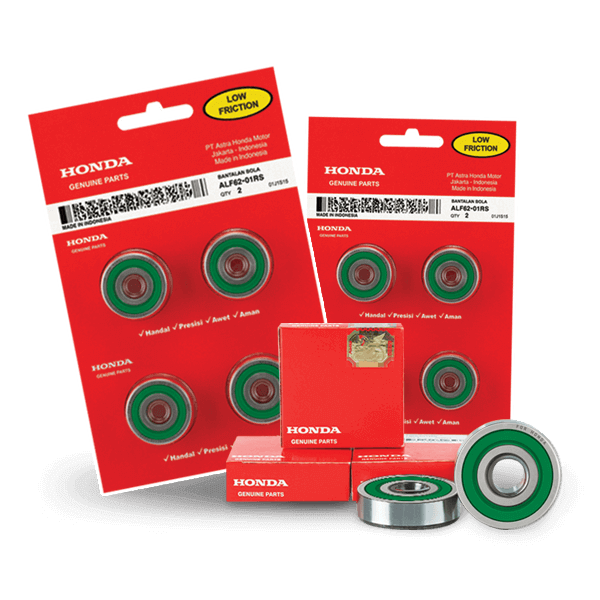 LOW
FRICTION
HONDA
GENUINE PARTS
PT Astra Honda Motor
Jakarta - Indonesia
Made in Indonesia
BANTALAN BOLA
ALF62-01RS
QTY 2
01J1S15
MADE IN INDONESIA
HONDA
GENUINE PARTS
✓Handal ✓Presisi ✓Awet ✓Aman
HONDA
GENUINE PARTS
✓Handal ✓Presisi
LOW
FRICTION
HONDA
GENUINE PARTS
PT Astra Honda Motor
Jakarta - Indonesia
Made in Indonesia
BANTALAN BOLA
ALF62-01RS
QTY 2
01J1S15
MADE IN INDONESIA
HONDA
GENUINE PARTS
✓Handal ✓Presisi ✓Awet ✓Aman
HONDA
GENUINE PARTS
HONDA
GENUINE PARTS